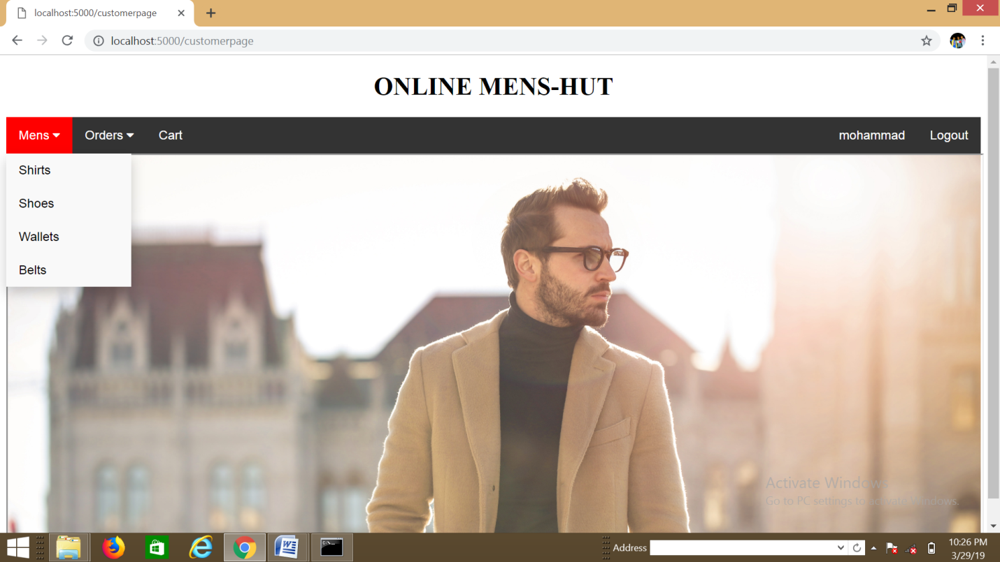 localhost:5000/customerpage
localhost:5000/customerpage
ONLINE MENS-HUT
Mens Orders Cart mohammad Logout
Shirts
Shoes
Wallets
Belts
Activate Windows
Go to PC settings to activate Windows.
Address
10:26 PM
3/29/19